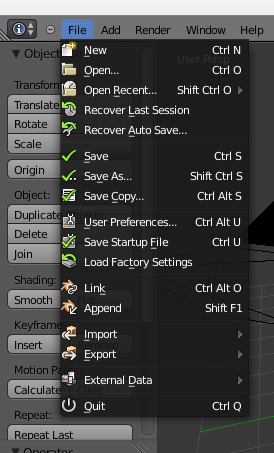 File Add Render Window Help
Object
User Persp
New Ctrl N
Transform
Open... Ctrl O
Translate
Open Recent... Shift Ctrl O
Rotate
Recover Last Session
Scale
Recover Auto Save...
Save Ctrl S
Origin
Save As... Shift Ctrl S
Object:
Save Copy... Ctrl Alt S
Duplicate
User Preferences... Ctrl Alt U
Delete
Save Startup File Ctrl U
Join
Load Factory Settings
Shading:
Link Ctrl Alt O
Smooth
Append Shift F1
Keyframe
Import
Insert
Export
Motion Pa
External Data
Calculate
Quit Ctrl Q
Repeat:
Repeat Last
Operator